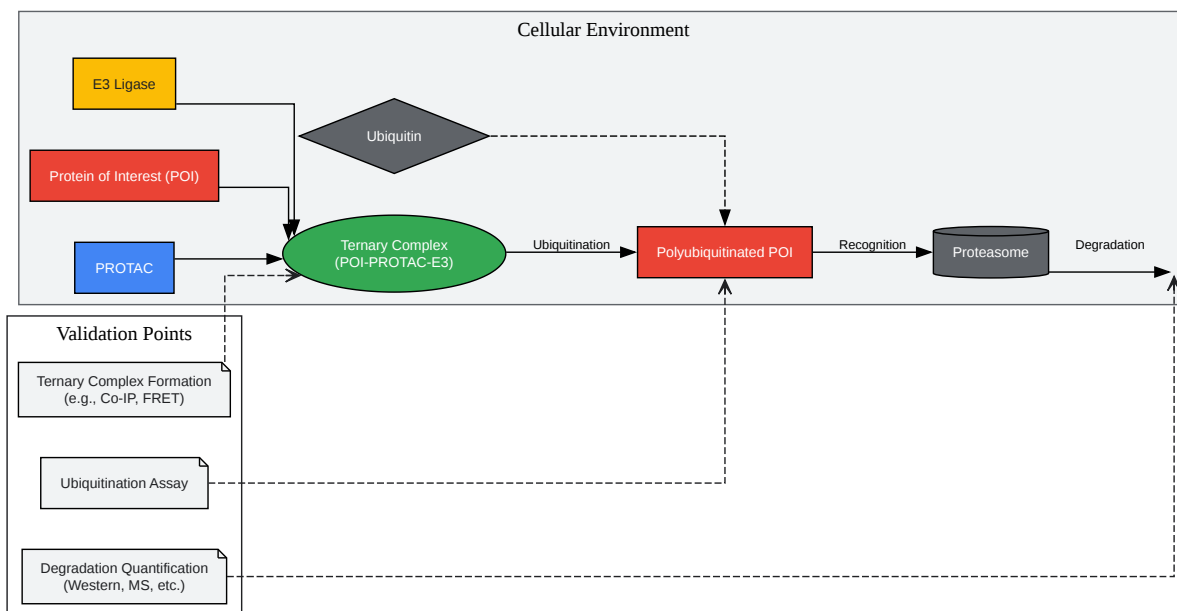 Cellular Environment
E3 Ligase
Ubiquitin
Protein of Interest (POI)
PROTAC
Ternary Complex
(POI-PROTAC-E3)
Ubiquitination
Polyubiquitinated POI
Recognition
Proteasome
Degradation
Validation Points
Ternary Complex Formation
(e.g., Co-IP, FRET)
Ubiquitination Assay
Degradation Quantification
(Western, MS, etc.)